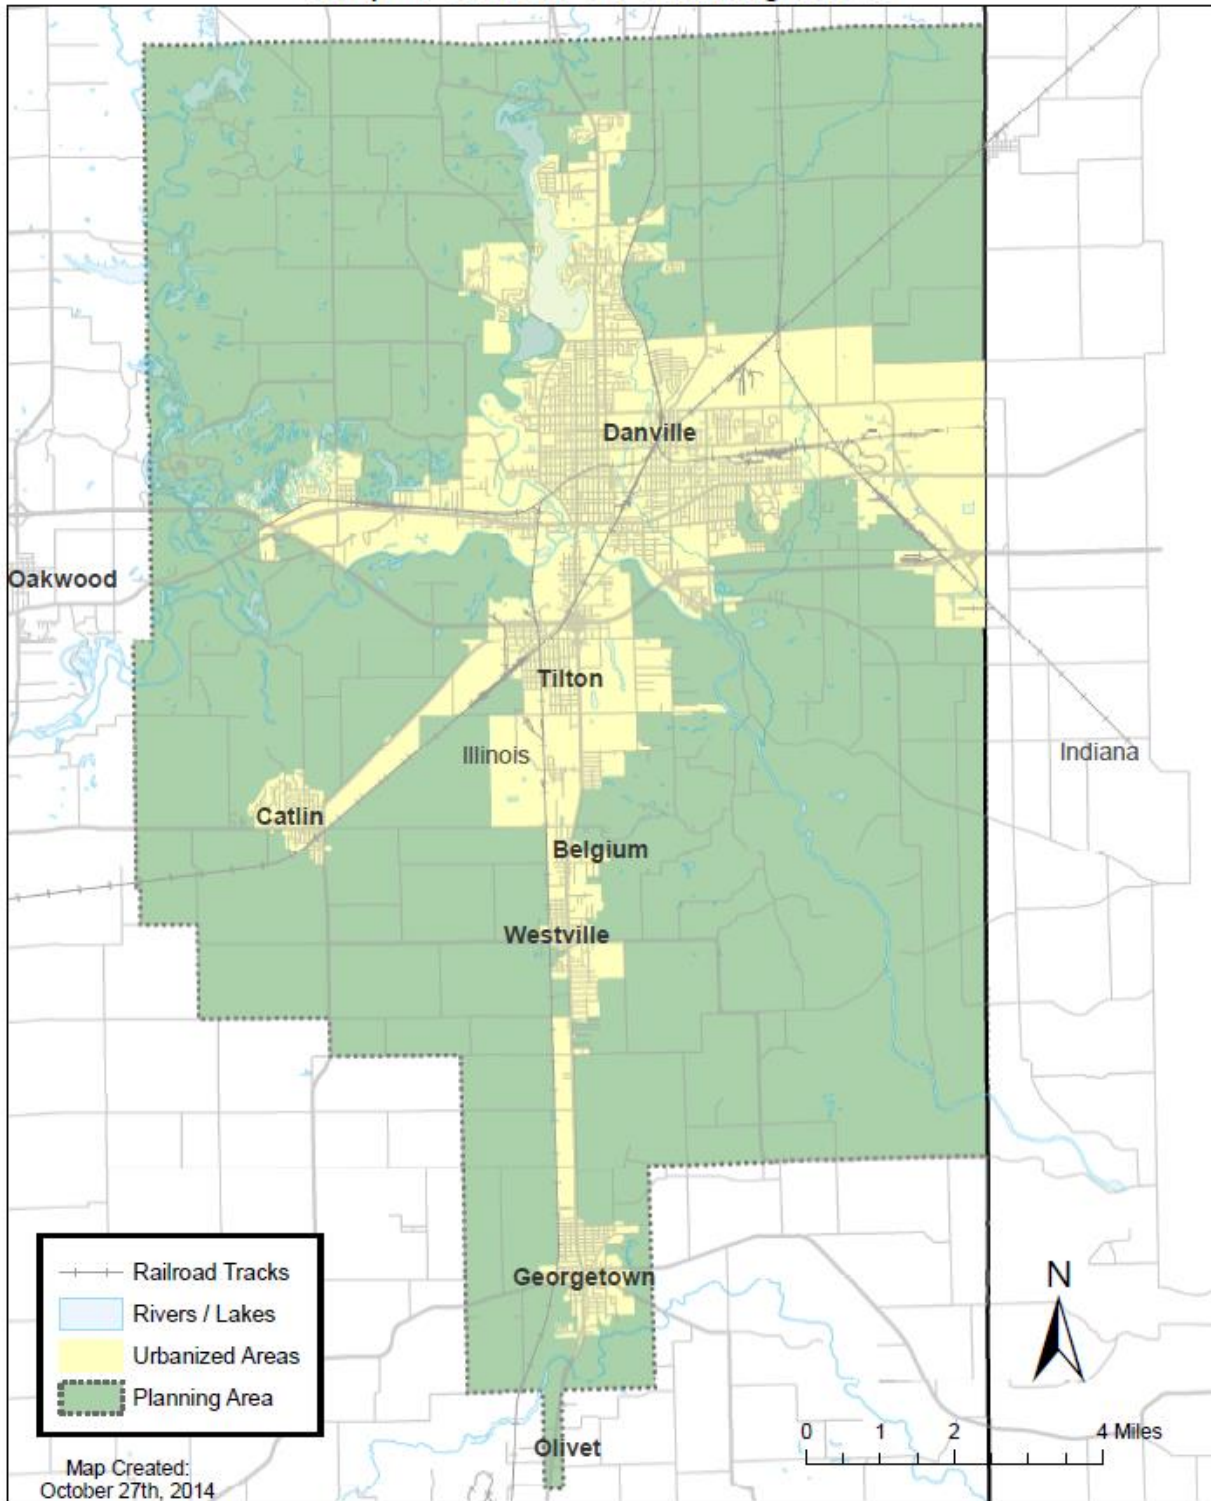 Danville
Oakwood
Tilton
Illinois
Indiana
Catlin
Belgium
Westville
Georgetown
Olivet
Railroad Tracks
Rivers / Lakes
Urbanized Areas
Planning Area
N
0 1 2 4 Miles
Map Created:
October 27th, 2014